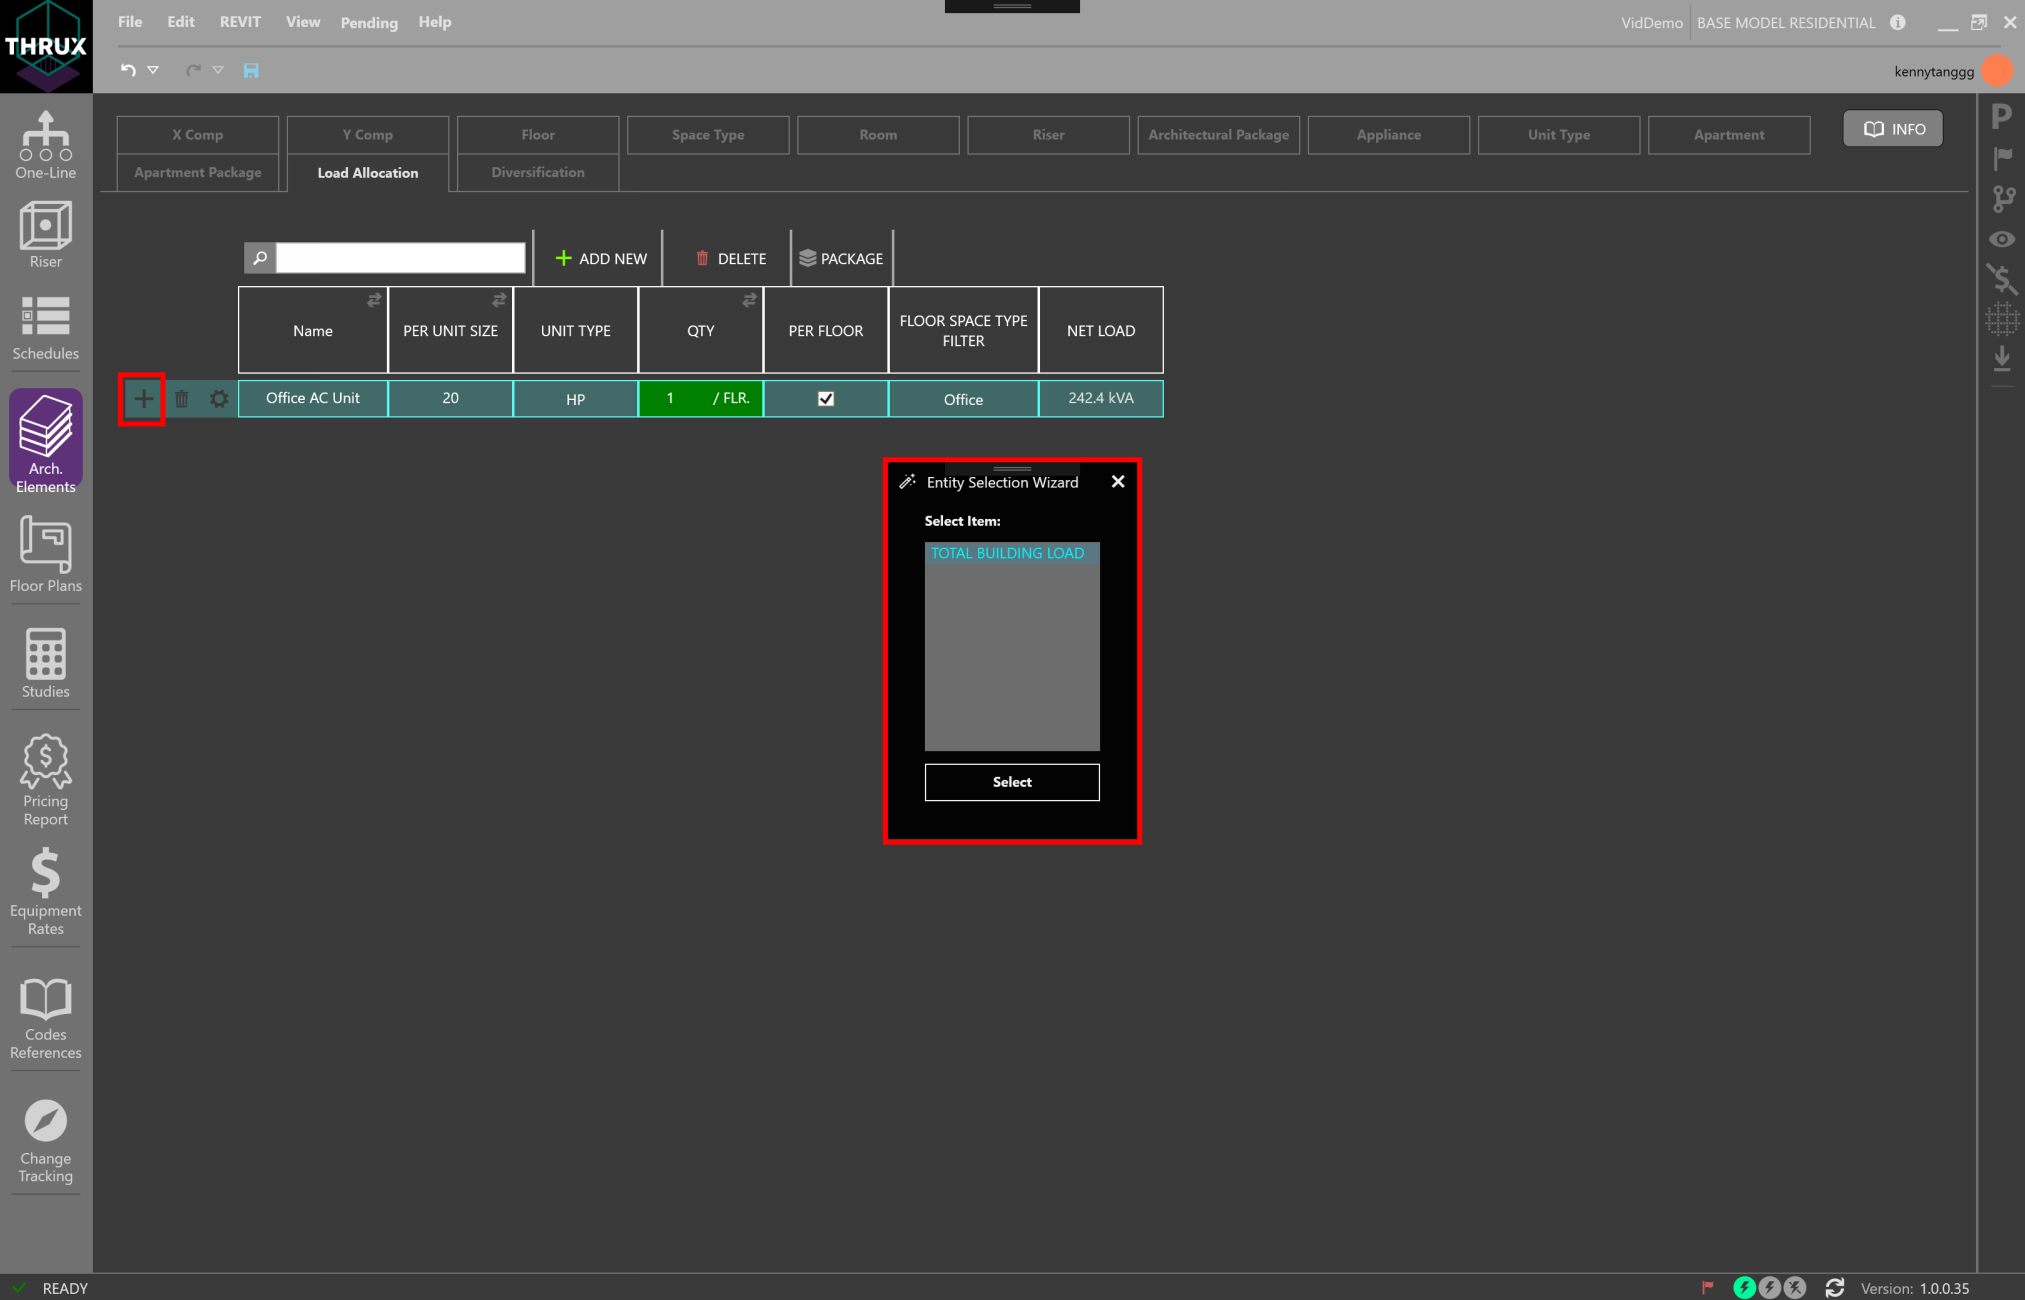 THRUX
File Edit REVIT View Pending Help
VidDemo BASE MODEL RESIDENTIAL
kennytanggg
X Comp Y Comp Floor Space Type Room Riser Architectural Package Appliance Unit Type Apartment
INFO
Apartment Package Load Allocation Diversification
ADD NEW DELETE PACKAGE
Name PER UNIT SIZE UNIT TYPE QTY PER FLOOR FLOOR SPACE TYPE FILTER NET LOAD
Office AC Unit 20 HP 1 / FLR. Office 242.4 kVA
Entity Selection Wizard
Select Item:
TOTAL BUILDING LOAD
Select
One-Line
Riser
Schedules
Arch.
Elements
Floor Plans
Studies
Pricing
Report
Equipment
Rates
Codes
References
Change
Tracking
P
READY
Version: 1.0.0.35